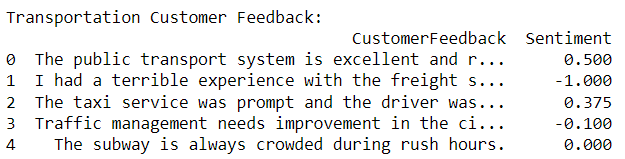 Transportation Customer Feedback:
CustomerFeedback Sentiment
0 The public transport system is excellent and r... 0.500
1 I had a terrible experience with the freight s... -1.000
2 The taxi service was prompt and the driver was... 0.375
3 Traffic management needs improvement in the ci... -0.100
4 The subway is always crowded during rush hours. 0.000